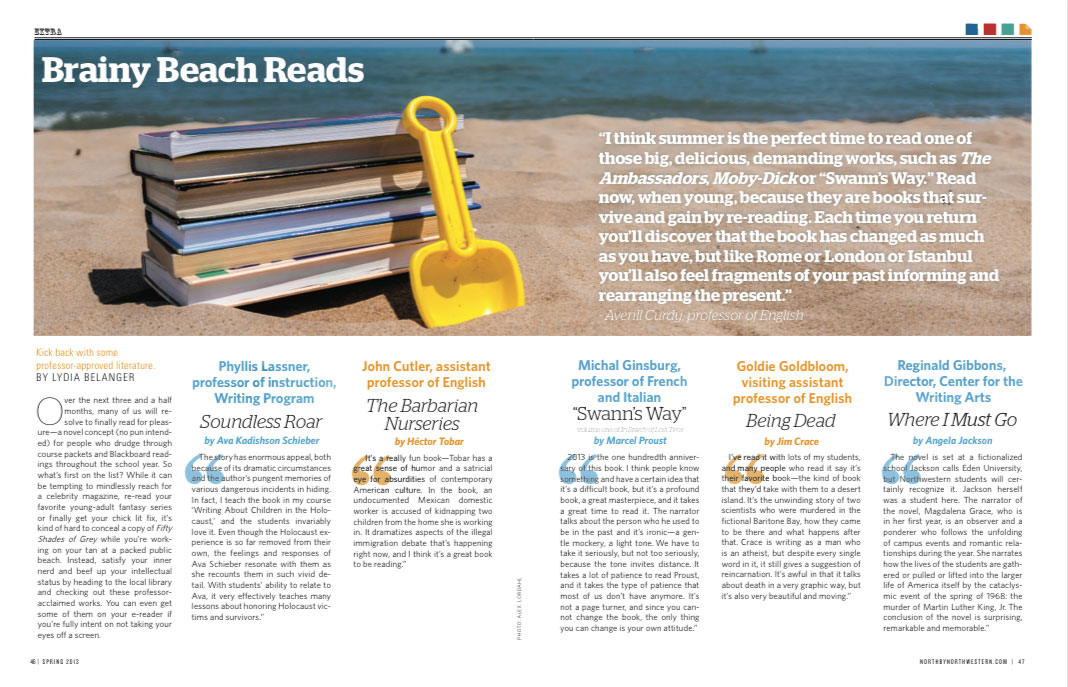 EXTRA
Brainy Beach Reads
“I think summer is the perfect time to read one of
those big, delicious, demanding works, such as The
Ambassadors, Moby-Dick or “Swann’s Way.” Read
now, when young, because they are books that sur-
vive and gain by re-reading. Each time you return
you’ll discover that the book has changed as much
as you have, but like Rome or London or Istanbul
you’ll also feel fragments of your past informing and
rearranging the present.”
- Averill Curdy, professor of English
Kick back with some
professor-approved literature.
BY LYDIA BELANGER
Over the next three and a half
months, many of us will re-
solve to finally read for pleas-
ure—a novel concept (no pun intend-
ed) for people who drudge through
course packets and Blackboard read-
ings throughout the school year. So
what’s first on the list? While it can
be tempting to mindlessly reach for
a celebrity magazine, re-read your
favorite young-adult fantasy series
or finally get your chick lit fix, it’s
kind of hard to conceal a copy of Fifty
Shades of Grey while you’re work-
ing on your tan at a packed public
beach. Instead, satisfy your inner
nerd and beef up your intellectual
status by heading to the local library
and checking out these professor-
acclaimed works. You can even get
some of them on your e-reader if
you’re fully intent on not taking your
eyes off a screen.
Phyllis Lassner,
professor of instruction,
Writing Program
Soundless Roar
by Ava Kadishson Schieber
The story has enormous appeal, both
because of its dramatic circumstances
and the author’s pungent memories of
various dangerous incidents in hiding.
In fact, I teach the book in my course
‘Writing About Children in the Holo-
caust,’ and the students invariably
love it. Even though the Holocaust ex-
perience is so far removed from their
own, the feelings and responses of
Ava Schieber resonate with them as
she recounts them in such vivid de-
tail. With students’ ability to relate to
Ava, it very effectively teaches many
lessons about honoring Holocaust vic-
tims and survivors.”
John Cutler, assistant
professor of English
The Barbarian
Nurseries
by Héctor Tobar
It’s a really fun book—Tobar has a
great sense of humor and a satricial
eye for absurdities of contemporary
American culture. In the book, an
undocumented Mexican domestic
worker is accused of kidnapping two
children from the home she is working
in. It dramatizes aspects of the illegal
immigration debate that’s happening
right now, and I think it’s a great book
to be reading.”
PHOTO: ALEX LORDAHL
Michal Ginsburg,
professor of French
and Italian
“Swann’s Way”
volume one of In Search of Lost Time
by Marcel Proust
2013 is the one hundredth anniver-
sary of this book. I think people know
something and have a certain idea that
it’s a difficult book, but it’s a profound
book, a great masterpiece, and it takes
a great time to read it. The narrator
talks about the person who he used to
be in the past and it’s ironic—a gen-
tle mockery, a light tone. We have to
take it seriously, but not too seriously,
because the tone invites distance. It
takes a lot of patience to read Proust,
and it takes the type of patience that
most of us don’t have anymore. It’s
not a page turner, and since you can-
not change the book, the only thing
you can change is your own attitude.”
Goldie Goldbloom,
visiting assistant
professor of English
Being Dead
by Jim Crace
I’ve read it with lots of my students,
and many people who read it say it’s
their favorite book—the kind of book
that they’d take with them to a desert
island. It’s the unwinding story of two
scientists who were murdered in the
fictional Baritone Bay, how they came
to be there and what happens after
that. Crace is writing as a man who
is an atheist, but despite every single
word in it, it still gives a suggestion of
reincarnation. It’s awful in that it talks
about death in a very graphic way, but
it’s also very beautiful and moving.”
Reginald Gibbons,
Director, Center for the
Writing Arts
Where I Must Go
by Angela Jackson
The novel is set at a fictionalized
school Jackson calls Eden University,
but Northwestern students will cer-
tainly recognize it. Jackson herself
was a student here. The narrator of
the novel, Magdalena Grace, who is
in her first year, is an observer and a
ponderer who follows the unfolding
of campus events and romantic rela-
tionships during the year. She narrates
how the lives of the students are gath-
ered or pulled or lifted into the larger
life of America itself by the cataclys-
mic event of the spring of 1968: the
murder of Martin Luther King, Jr. The
conclusion of the novel is surprising,
remarkable and memorable.”
46 | SPRING 2013
NORTHBYNORTHWESTERN.COM | 47